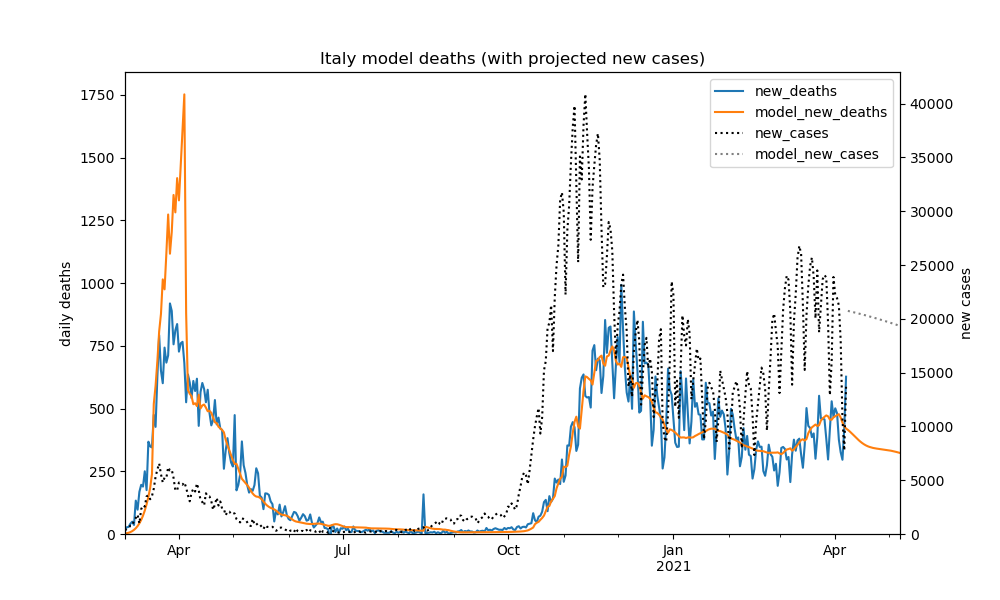 Italy model deaths (with projected new cases)
new_deaths
model_new_deaths
new_cases
model_new_cases
daily deaths
1750
1500
1250
1000
750
500
250
0
40000
35000
30000
25000
20000
15000
10000
5000
0
new cases
Apr
Jul
Oct
Jan
2021
Apr